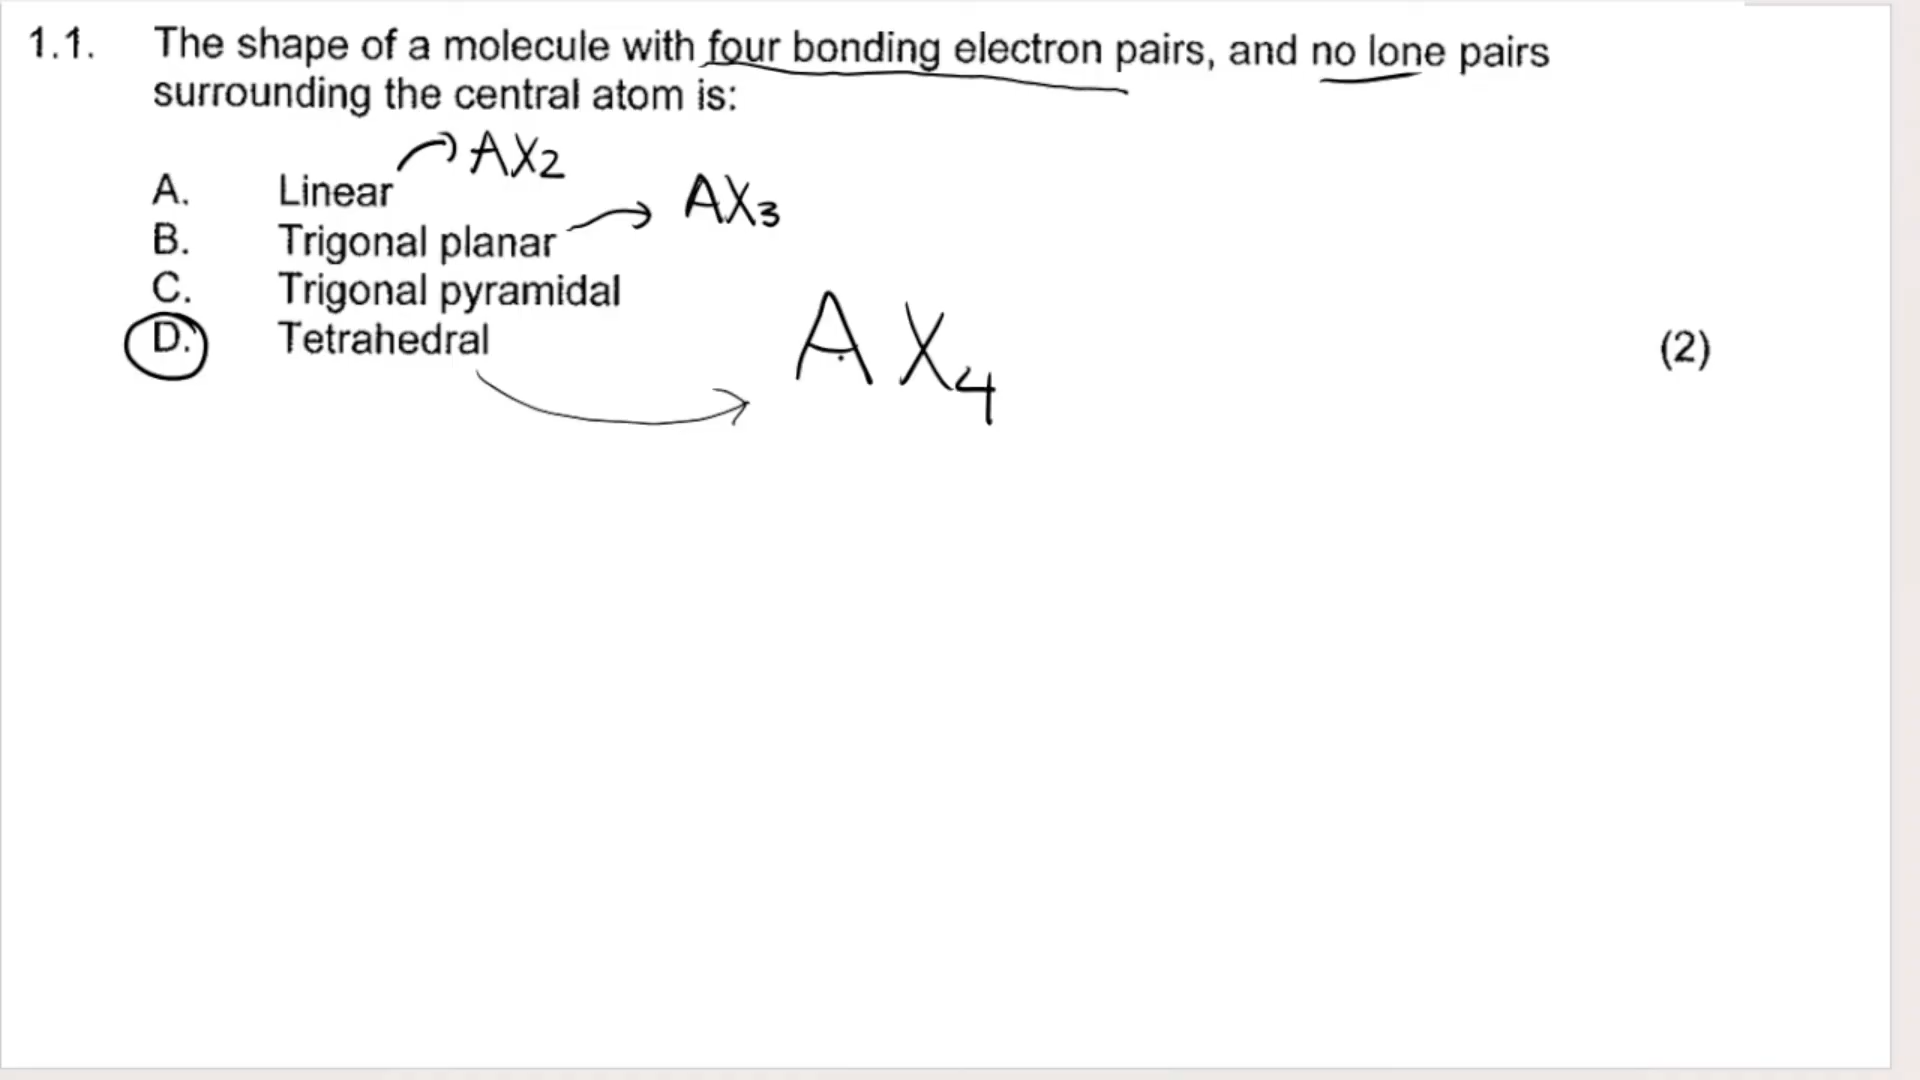 1.1. The shape of a molecule with four bonding electron pairs, and no lone pairs
surrounding the central atom is:
AX2
A. Linear
AX3
B. Trigonal planar
C. Trigonal pyramidal
D. Tetrahedral
AX4
(2)